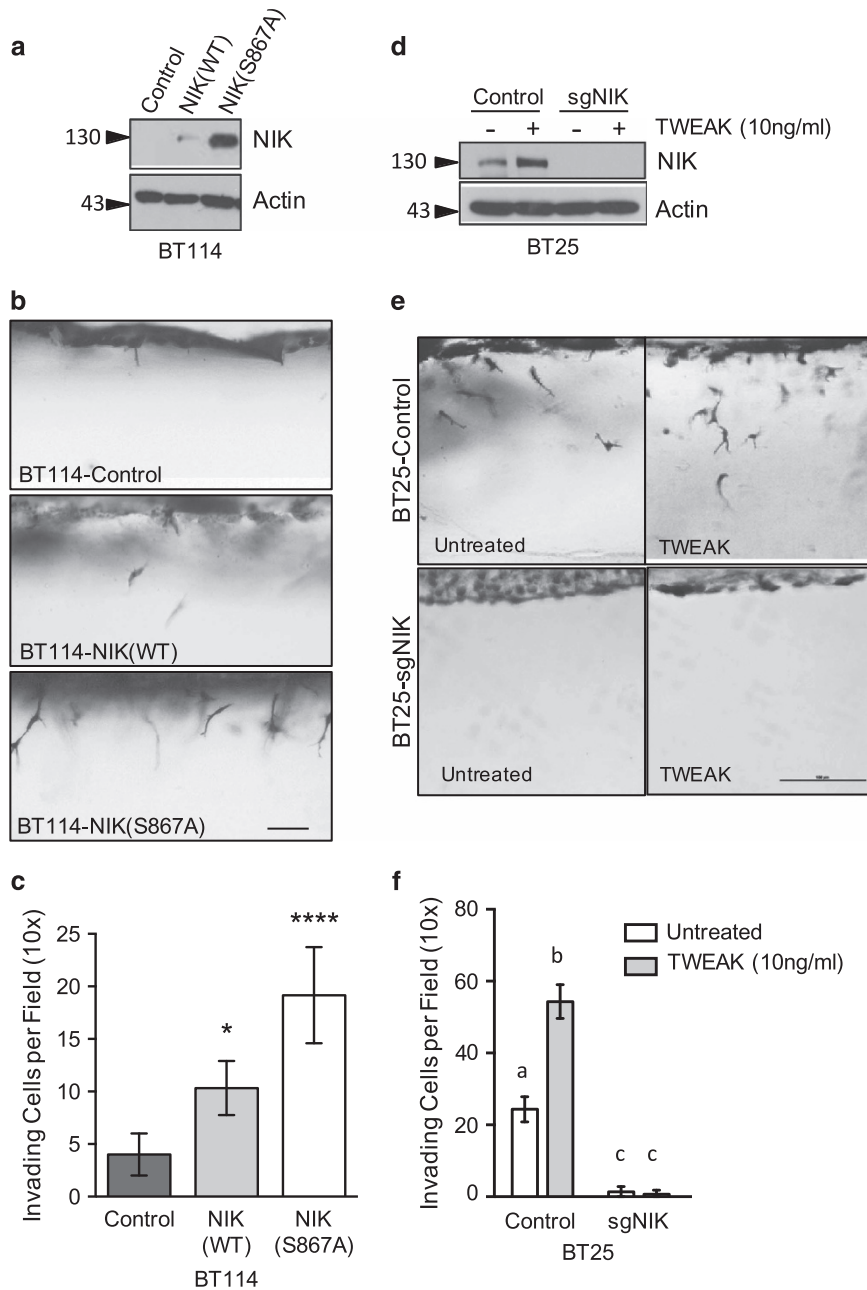 a
Control
NIK(WT)
NIK(S867A)
130
NIK
43
Actin
BT114
b
BT114-Control
BT114-NIK(WT)
BT114-NIK(S867A)
c
Invading Cells per Field (10x)
25
20
15
10
5
0
*
****
Control
NIK
(WT)
NIK
(S867A)
BT114
d
Control
sgNIK
- + - +
TWEAK (10ng/ml)
130
NIK
43
Actin
BT25
e
BT25-Control
Untreated
TWEAK
BT25-sgNIK
Untreated
TWEAK
f
Invading Cells per Field (10x)
80
60
40
20
0
Untreated
TWEAK (10ng/ml)
a
b
c
c
Control
sgNIK
BT25